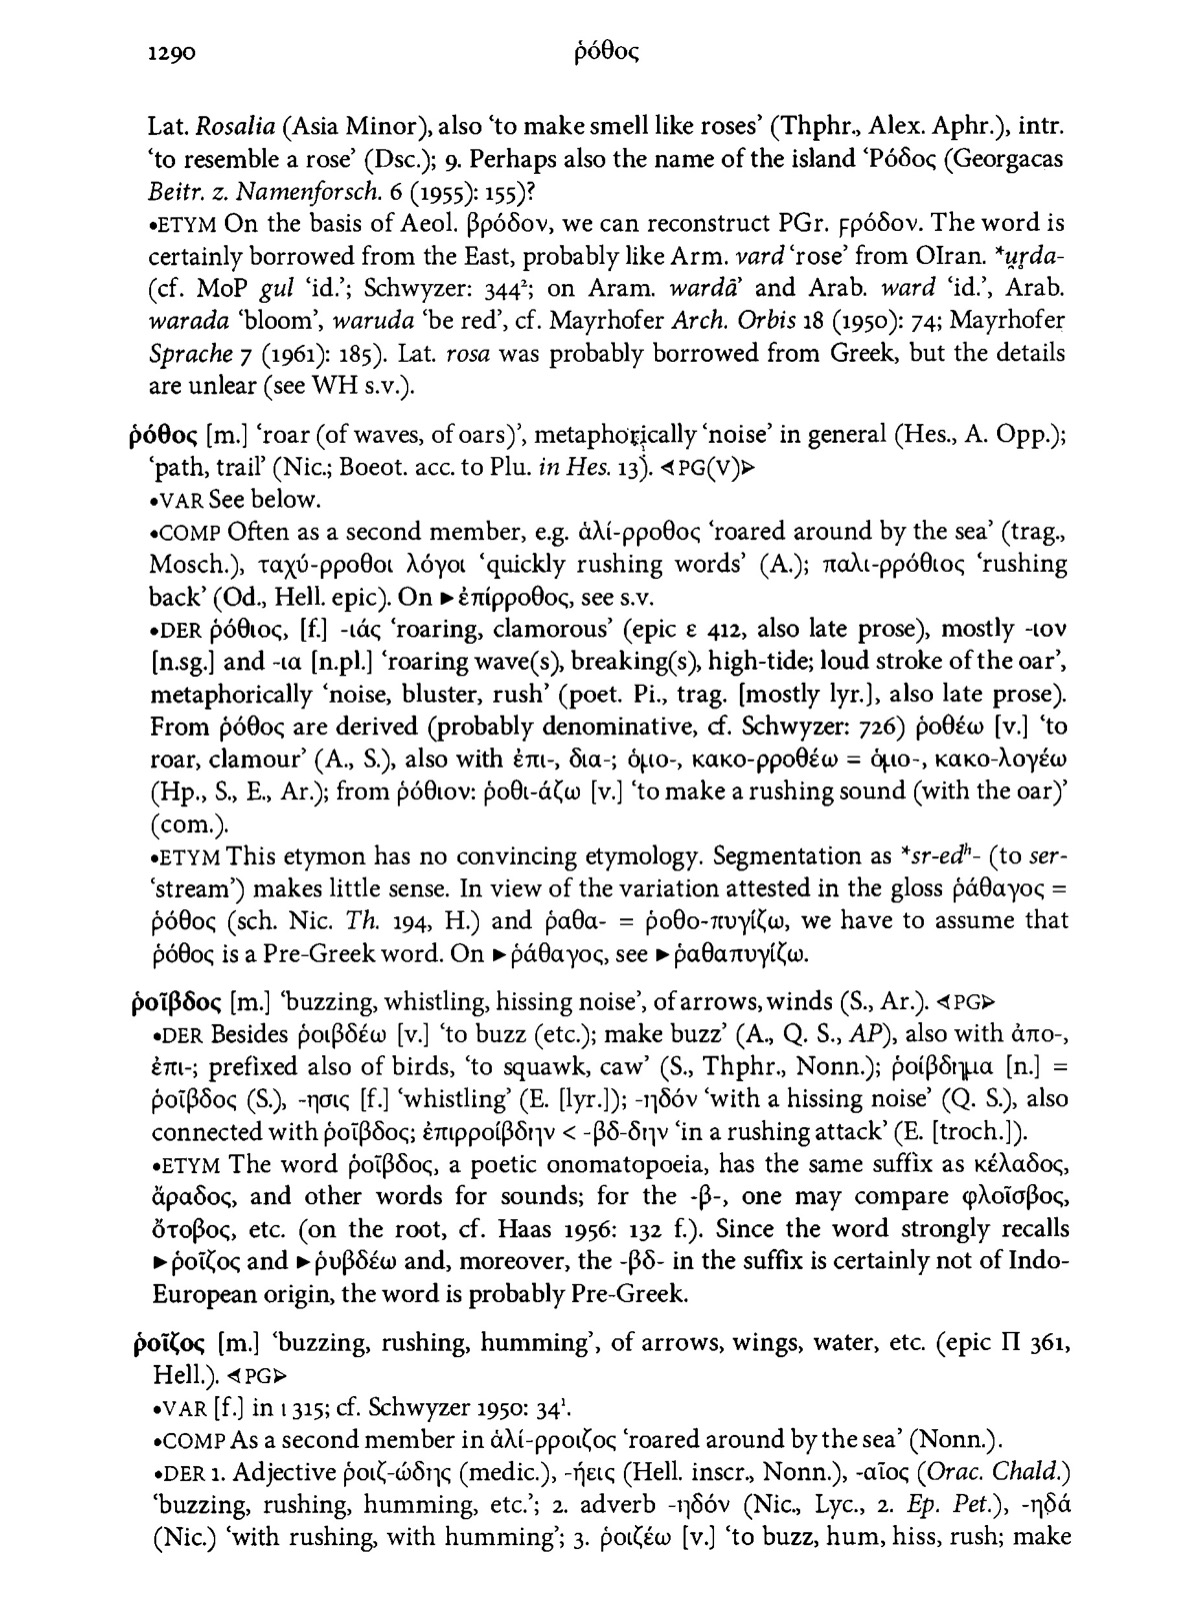 1290 ῥόθος
Lat. Rosalia (Asia Minor), also ‘to make smell like roses’ (Thphr., Alex. Aphr.), intr.
‘to resemble a rose’ (Dsc.); 9. Perhaps also the name of the island Ῥόδος (Georgacas
Beitr. z. Namenforsch. 6 (1955): 155)?
•ETYM On the basis of Aeol. βρόδον, we can reconstruct PGr. ϝρόδον. The word is
certainly borrowed from the East, probably like Arm. vard ‘rose’ from OIran. *u̯r̥da-
(cf. MoP gul ‘id.’; Schwyzer: 344²; on Aram. wardā’ and Arab. ward ‘id.’, Arab.
warada ‘bloom’, waruda ‘be red’, cf. Mayrhofer Arch. Orbis 18 (1950): 74; Mayrhofer
Sprache 7 (1961): 185). Lat. rosa was probably borrowed from Greek, but the details
are unlear (see WH s.v.).
ῥόθος [m.] ‘roar (of waves, of oars)’, metaphorically ‘noise’ in general (Hes., A. Opp.);
‘path, trail’ (Nic.; Boeot. acc. to Plu. in Hes. 13). ◄PG(V)►
•VAR See below.
•COMP Often as a second member, e.g. ἁλί-ρροθος ‘roared around by the sea’ (trag.,
Mosch.), ταχύ-ρροθοι λόγοι ‘quickly rushing words’ (A.); παλι-ρρόθιος ‘rushing
back’ (Od., Hell. epic). On ►ἐπίρροθος, see s.v.
•DER ῥόθιος, [f.] -ιάς ‘roaring, clamorous’ (epic ε 412, also late prose), mostly -ιον
[n.sg.] and -ια [n.pl.] ‘roaring wave(s), breaking(s), high-tide; loud stroke of the oar’,
metaphorically ‘noise, bluster, rush’ (poet. Pi., trag. [mostly lyr.], also late prose).
From ῥόθος are derived (probably denominative, cf. Schwyzer: 726) ῥοθέω [v.] ‘to
roar, clamour’ (A., S.), also with ἐπι-, δια-; ὁμο-, κακο-ρροθέω = ὁμο-, κακο-λογέω
(Hp., S., E., Ar.); from ῥόθιον: ῥοθι-άζω [v.] ‘to make a rushing sound (with the oar)’
(com.).
•ETYM This etymon has no convincing etymology. Segmentation as *sr-edʰ- (to ser-
‘stream’) makes little sense. In view of the variation attested in the gloss ῥάθαγος =
ῥόθος (sch. Nic. Th. 194, H.) and ῥαθα- = ῥοθο-πυγίζω, we have to assume that
ῥόθος is a Pre-Greek word. On ►ῥάθαγος, see ►ῥαθαπυγίζω.
ῥοῖβδος [m.] ‘buzzing, whistling, hissing noise’, of arrows, winds (S., Ar.). ◄PG►
•DER Besides ῥοιβδέω [v.] ‘to buzz (etc.); make buzz’ (A., Q. S., AP), also with ἀπο-,
ἐπι-; prefixed also of birds, ‘to squawk, caw’ (S., Thphr., Nonn.); ῥοίβδημα [n.] =
ῥοῖβδος (S.), -ησις [f.] ‘whistling’ (E. [lyr.]); -ηδόν ‘with a hissing noise’ (Q. S.), also
connected with ῥοῖβδος; ἐπιρροίβδην < -βδ-δην ‘in a rushing attack’ (E. [troch.]).
•ETYM The word ῥοῖβδος, a poetic onomatopoeia, has the same suffix as κέλαδος,
ἄραδος, and other words for sounds; for the -β-, one may compare φλοῖσβος,
ὄτοβος, etc. (on the root, cf. Haas 1956: 132 f.). Since the word strongly recalls
►ῥοῖζος and ►ῥυβδέω and, moreover, the -βδ- in the suffix is certainly not of Indo-
European origin, the word is probably Pre-Greek.
ῥοῖζος [m.] ‘buzzing, rushing, humming’, of arrows, wings, water, etc. (epic Π 361,
Hell.). ◄PG►
•VAR [f.] in ι 315; cf. Schwyzer 1950: 34¹.
•COMP As a second member in ἁλί-ρροιζος ‘roared around by the sea’ (Nonn.).
•DER 1. Adjective ῥοιζ-ώδης (medic.), -ήεις (Hell. inscr., Nonn.), -αῖος (Orac. Chald.)
‘buzzing, rushing, humming, etc.’; 2. adverb -ηδόν (Nic., Lyc., 2. Ep. Pet.), -ηδά
(Nic.) ‘with rushing, with humming’; 3. ῥοιζέω [v.] ‘to buzz, hum, hiss, rush; make